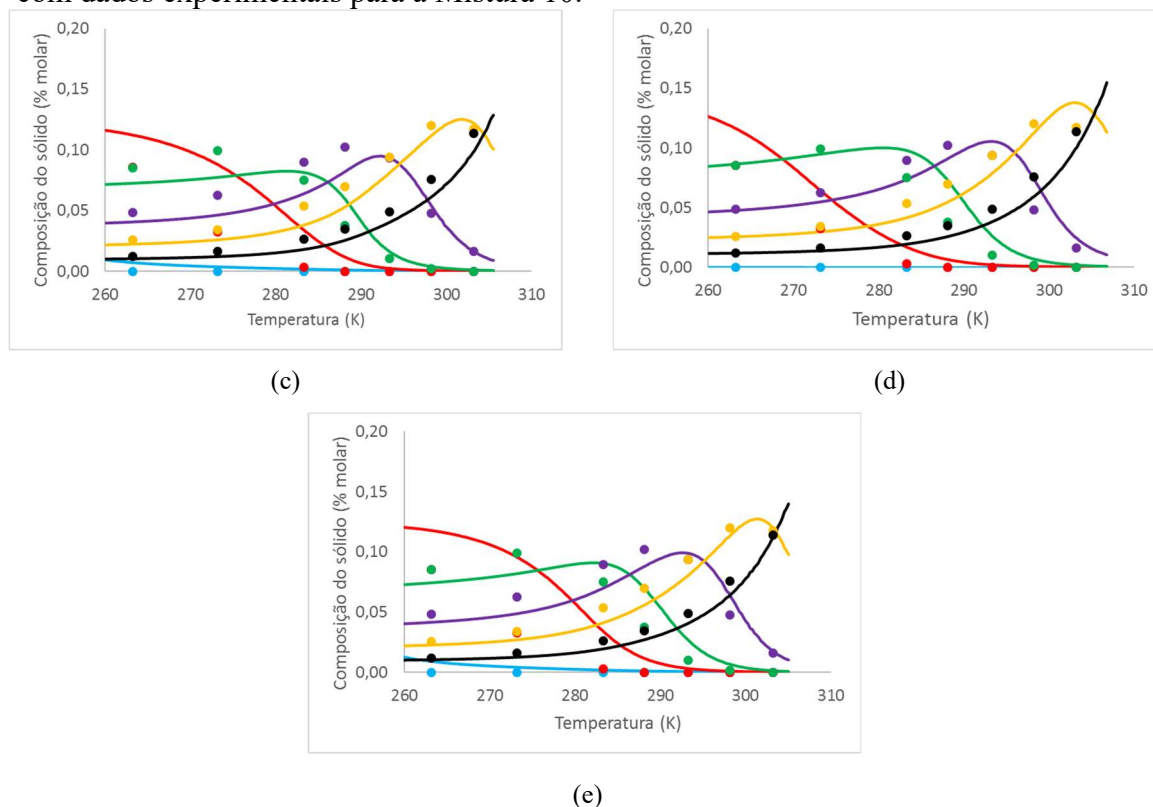 com dados experimentais para a Mistura 10.
Composição do sólido (% molar)
0,20
0,15
0,10
0,05
0,00
260 270 280 290 300 310
Temperatura (K)
(c)
Composição do sólido (% molar)
0,20
0,15
0,10
0,05
0,00
260 270 280 290 300 310
Temperatura (K)
(d)
Composição do sólido (% molar)
0,20
0,15
0,10
0,05
0,00
260 270 280 290 300 310
Temperatura (K)
(e)